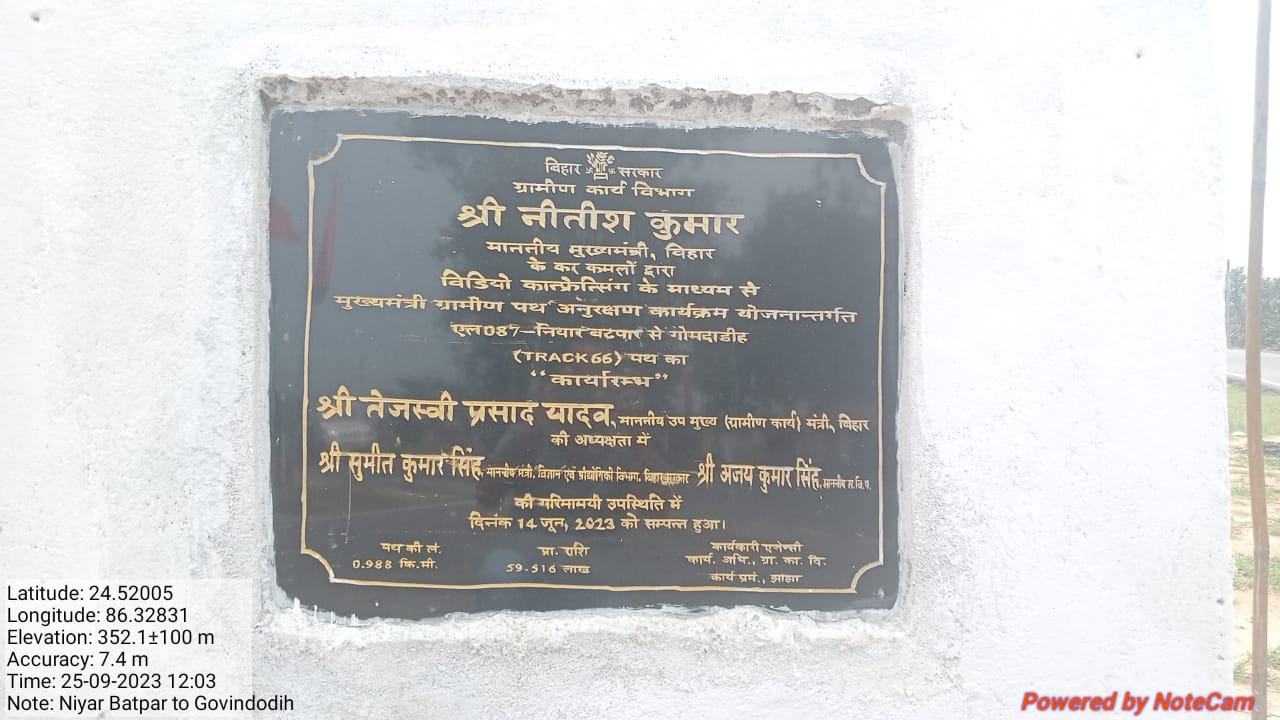 बिहार सरकार
ग्रामीण कार्य विभाग
श्री नीतीश कुमार
माननीय मुख्यमंत्री, बिहार
के कर कमलों द्वारा
विडियो कान्फ्रेन्सिंग के माध्यम से
मुख्यमंत्री ग्रामीण पथ अनुरक्षण कार्यक्रम योजनान्तर्गत
एल087–नियार बटपार से गोमदाडीह
(TRACK66) पथ का
“कार्यारम्भ”
श्री तेजस्वी प्रसाद यादव, माननीय उप मुख्य (ग्रामीण कार्य) मंत्री, बिहार
की अध्यक्षता में
श्री सुमीत कुमार सिंह, माननीय मंत्री, विज्ञान एवं प्रौद्योगिकी विभाग, बिहार सरकार श्री अजय कुमार सिंह, माननीय स.वि.प.
की गरिमामयी उपस्थिति में
दिनंक 14 जून, 2023 को सम्पन्न हुआ।
पथ की लं. प्रा. राशि कार्यकारी एजेन्सी
0.988 कि.मी. 59.516 लाख कार्य. अभि., ग्रा. का. वि.
कार्य प्रमं., झाझा
Latitude: 24.52005
Longitude: 86.32831
Elevation: 352.1±100 m
Accuracy: 7.4 m
Time: 25-09-2023 12:03
Note: Niyar Batpar to Govindodih
Powered by NoteCam